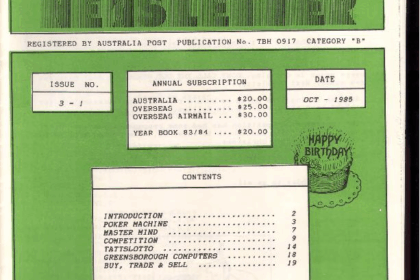 NEWSLETTER
REGISTERED BY AUSTRALIA POST PUBLICATION No. TBH 0917 CATEGORY "B"
ISSUE NO.
3 - 1
ANNUAL SUBSCRIPTION
AUSTRALIA .......... $20.00
OVERSEAS ........... $25.00
OVERSEAS AIRMAIL ... $30.00
YEAR BOOK 83/84 .... $20.00
DATE
OCT - 1985
HAPPY
BIRTHDAY
CONTENTS
INTRODUCTION .................. 2
POKER MACHINE ................. 3
MASTER MIND ................... 7
COMPETITION ................... 9
TATTSLOTTO .................... 14
GREENSBOROUGH COMPUTERS ....... 18
BUY, TRADE & SELL ............. 19